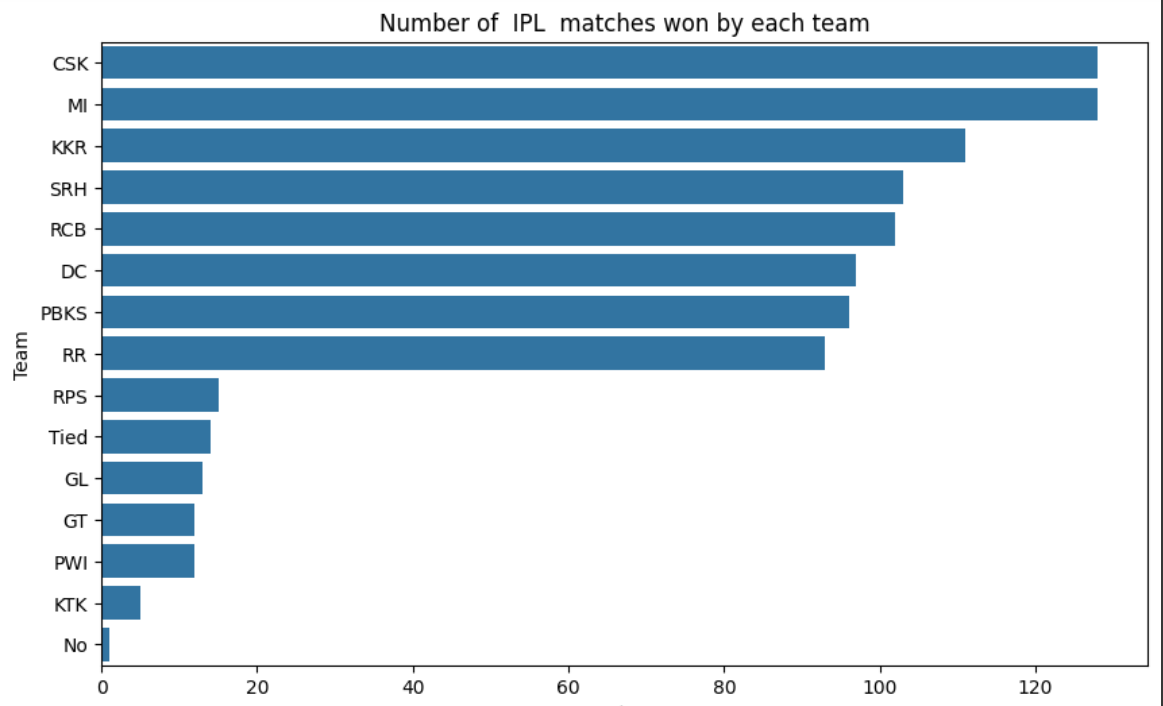 Number of  IPL  matches won by each team
Team
CSK
MI
KKR
SRH
RCB
DC
PBKS
RR
RPS
Tied
GL
GT
PWI
KTK
No
0 20 40 60 80 100 120